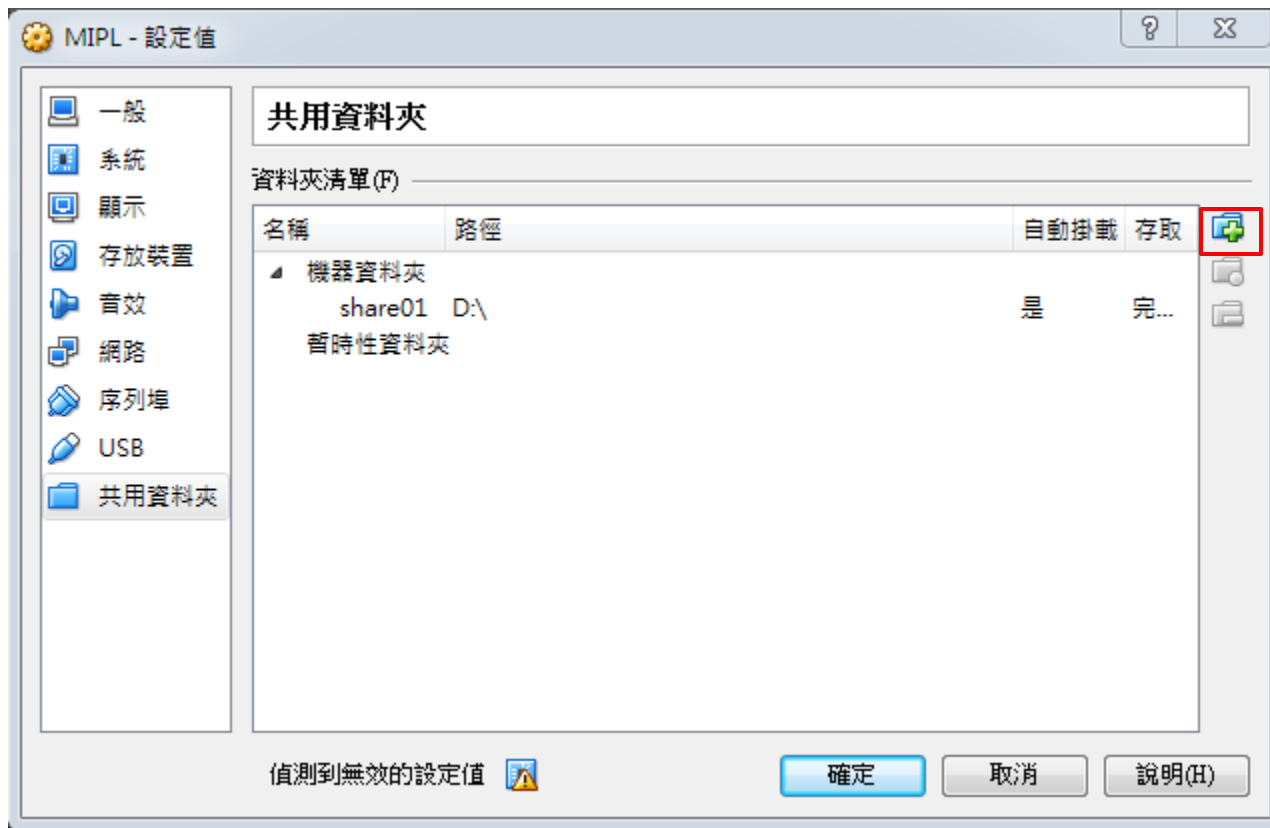 MIPL - 設定值
一般
系統
顯示
存放裝置
音效
網路
序列埠
USB
共用資料夾
共用資料夾
資料夾清單(F)
名稱 路徑 自動掛載 存取
機器資料夾
share01 D:\ 是 完...
暫時性資料夾
偵測到無效的設定值
確定 取消 說明(H)